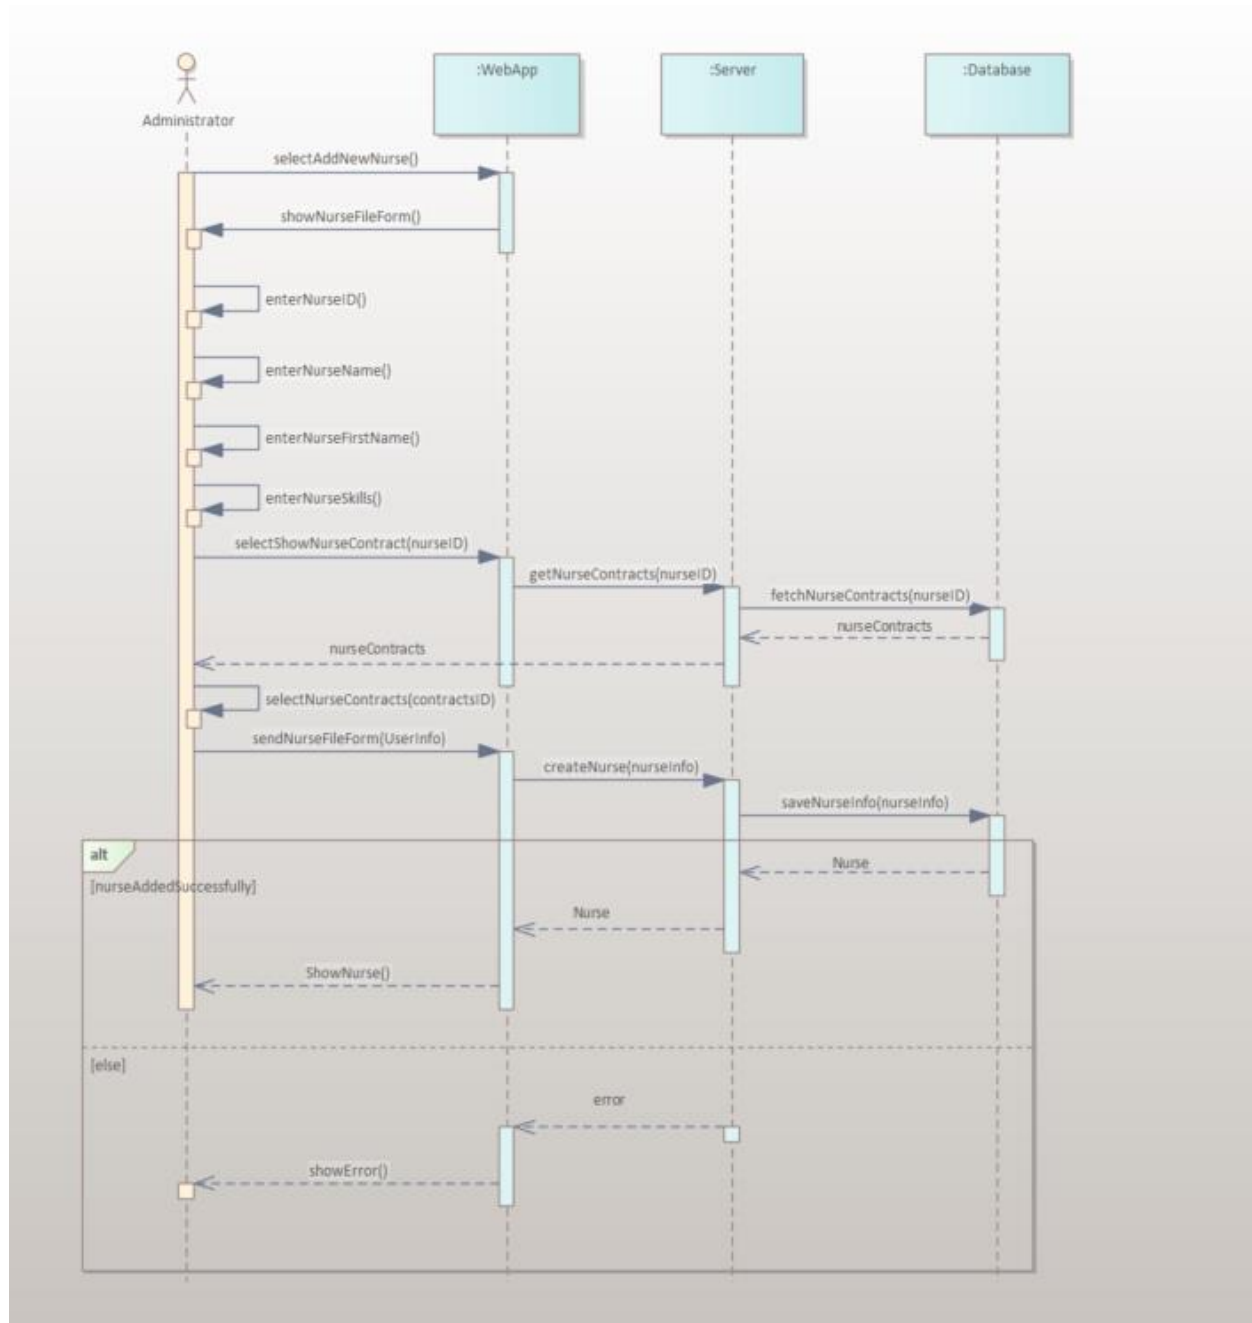 :WebApp
:Server
:Database
Administrator
selectAddNewNurse()
showNurseFileForm()
enterNurseID()
enterNurseName()
enterNurseFirstName()
enterNurseSkills()
selectShowNurseContract(nurseID)
getNurseContracts(nurseID)
fetchNurseContracts(nurseID)
nurseContracts
nurseContracts
selectNurseContracts(contractsID)
sendNurseFileForm(UserInfo)
createNurse(nurseInfo)
saveNurseInfo(nurseInfo)
alt
Nurse
[nurseAddedSuccessfully]
Nurse
ShowNurse()
[else]
error
showError()